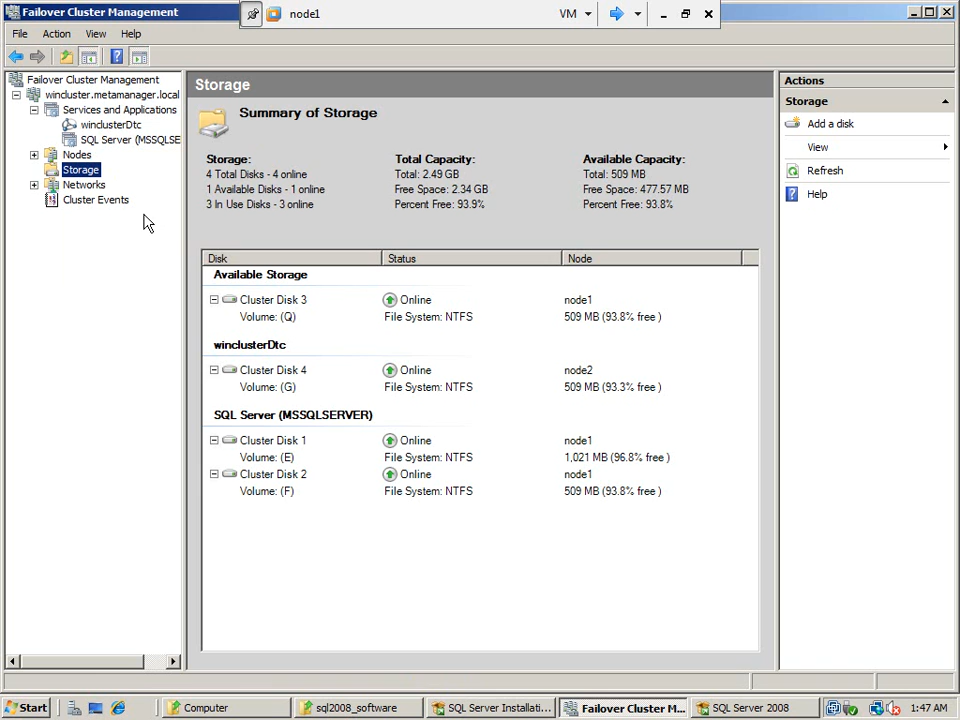 Failover Cluster Management
node1
VM
File Action View Help
Failover Cluster Management
wincluster.metamanager.local
Services and Applications
winclusterDtc
SQL Server (MSSQLSE
Nodes
Storage
Networks
Cluster Events
Storage
Summary of Storage
Storage: Total Capacity: Available Capacity:
4 Total Disks - 4 online Total: 2.49 GB Total: 509 MB
1 Available Disks - 1 online Free Space: 2.34 GB Free Space: 477.57 MB
3 In Use Disks - 3 online Percent Free: 93.9% Percent Free: 93.8%
Disk Status Node
Available Storage
Cluster Disk 3 Online node1
Volume: (Q) File System: NTFS 509 MB (93.8% free )
winclusterDtc
Cluster Disk 4 Online node2
Volume: (G) File System: NTFS 509 MB (93.3% free )
SQL Server (MSSQLSERVER)
Cluster Disk 1 Online node1
Volume: (E) File System: NTFS 1,021 MB (96.8% free )
Cluster Disk 2 Online node1
Volume: (F) File System: NTFS 509 MB (93.8% free )
Actions
Storage
Add a disk
View
Refresh
Help
Start Computer sql2008_software SQL Server Installati... Failover Cluster M... SQL Server 2008 1:47 AM